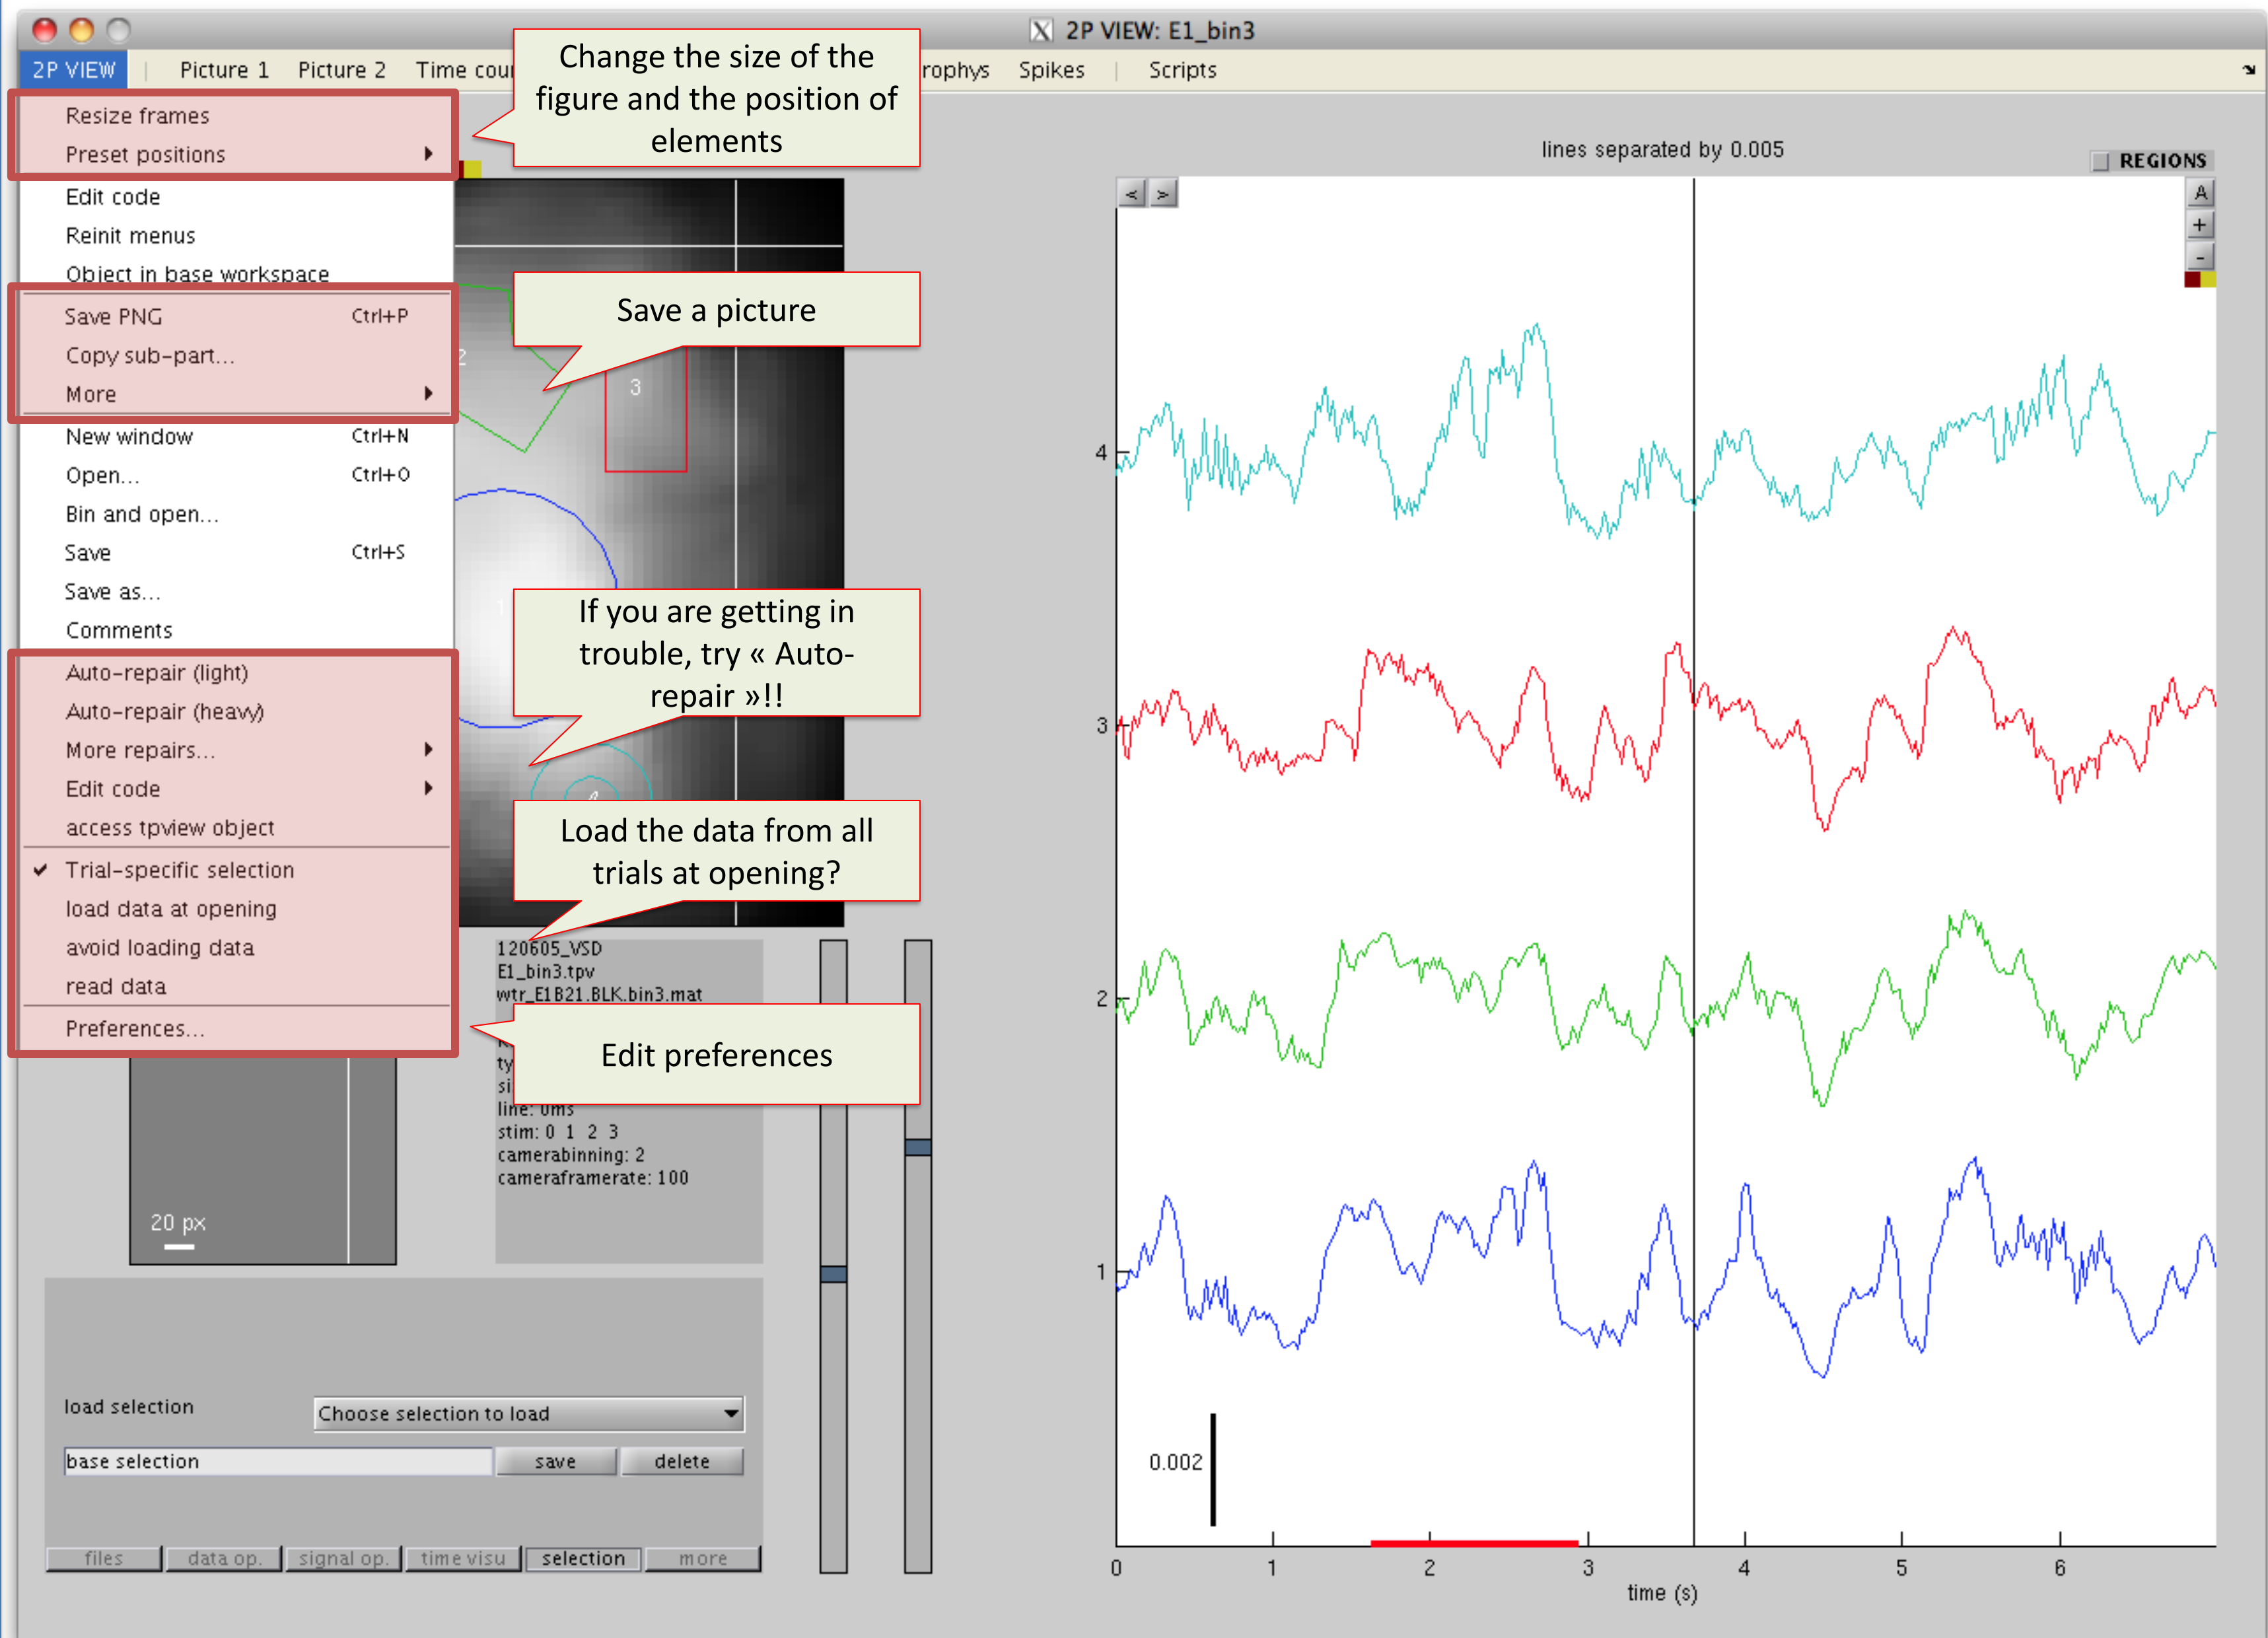 2P VIEW: E1_bin3
2P VIEW | Picture 1 Picture 2 Time cour rophys Spikes | Scripts
Change the size of the
figure and the position of
elements
Resize frames
Preset positions
Edit code
Reinit menus
Object in base workspace
Save PNG Ctrl+P
Copy sub-part...
More
New window Ctrl+N
Open... Ctrl+O
Bin and open...
Save Ctrl+S
Save as...
Comments
Auto-repair (light)
Auto-repair (heavy)
More repairs...
Edit code
access tpview object
Trial-specific selection
load data at opening
avoid loading data
read data
Preferences...
Save a picture
2
3
1
If you are getting in
trouble, try « Auto-
repair »!!
Load the data from all
trials at opening?
120605_VSD
E1_bin3.tpv
wtr_E1B21.BLK.bin3.mat
Edit preferences
line: 0ms
stim: 0 1 2 3
camerabinning: 2
cameraframerate: 100
20 px
load selection
Choose selection to load
base selection
save
delete
files
data op.
signal op.
time visu
selection
more
lines separated by 0.005
REGIONS
< >
A
+
-
4
3
2
1
0.002
0 1 2 3 4 5 6
time (s)